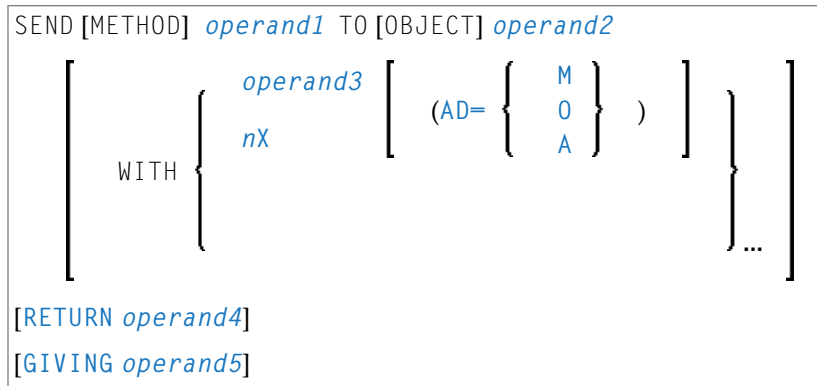 SEND [METHOD] operand1 TO [OBJECT] operand2
M
operand3
(AD= O )
nX
A
WITH
...
[RETURN operand4]
[GIVING operand5]